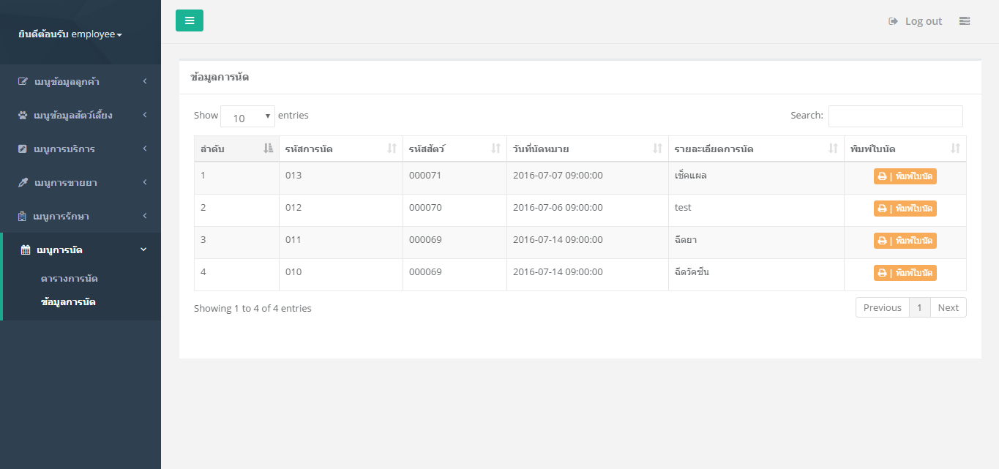 ยินดีต้อนรับ employee
Log out
เมนูข้อมูลลูกค้า
เมนูข้อมูลสัตว์เลี้ยง
เมนูการบริการ
เมนูการขายยา
เมนูการรักษา
เมนูการนัด
ตารางการนัด
ข้อมูลการนัด
ข้อมูลการนัด
Show 10 entries Search:
ลำดับ รหัสการนัด รหัสสัตว์ วันที่นัดหมาย รายละเอียดการนัด พิมพ์ใบนัด
1 013 000071 2016-07-07 09:00:00 เช็คแผล | พิมพ์ใบนัด
2 012 000070 2016-07-06 09:00:00 test | พิมพ์ใบนัด
3 011 000069 2016-07-14 09:00:00 ฉีดยา | พิมพ์ใบนัด
4 010 000069 2016-07-14 09:00:00 ฉีดวัคซีน | พิมพ์ใบนัด
Showing 1 to 4 of 4 entries Previous 1 Next